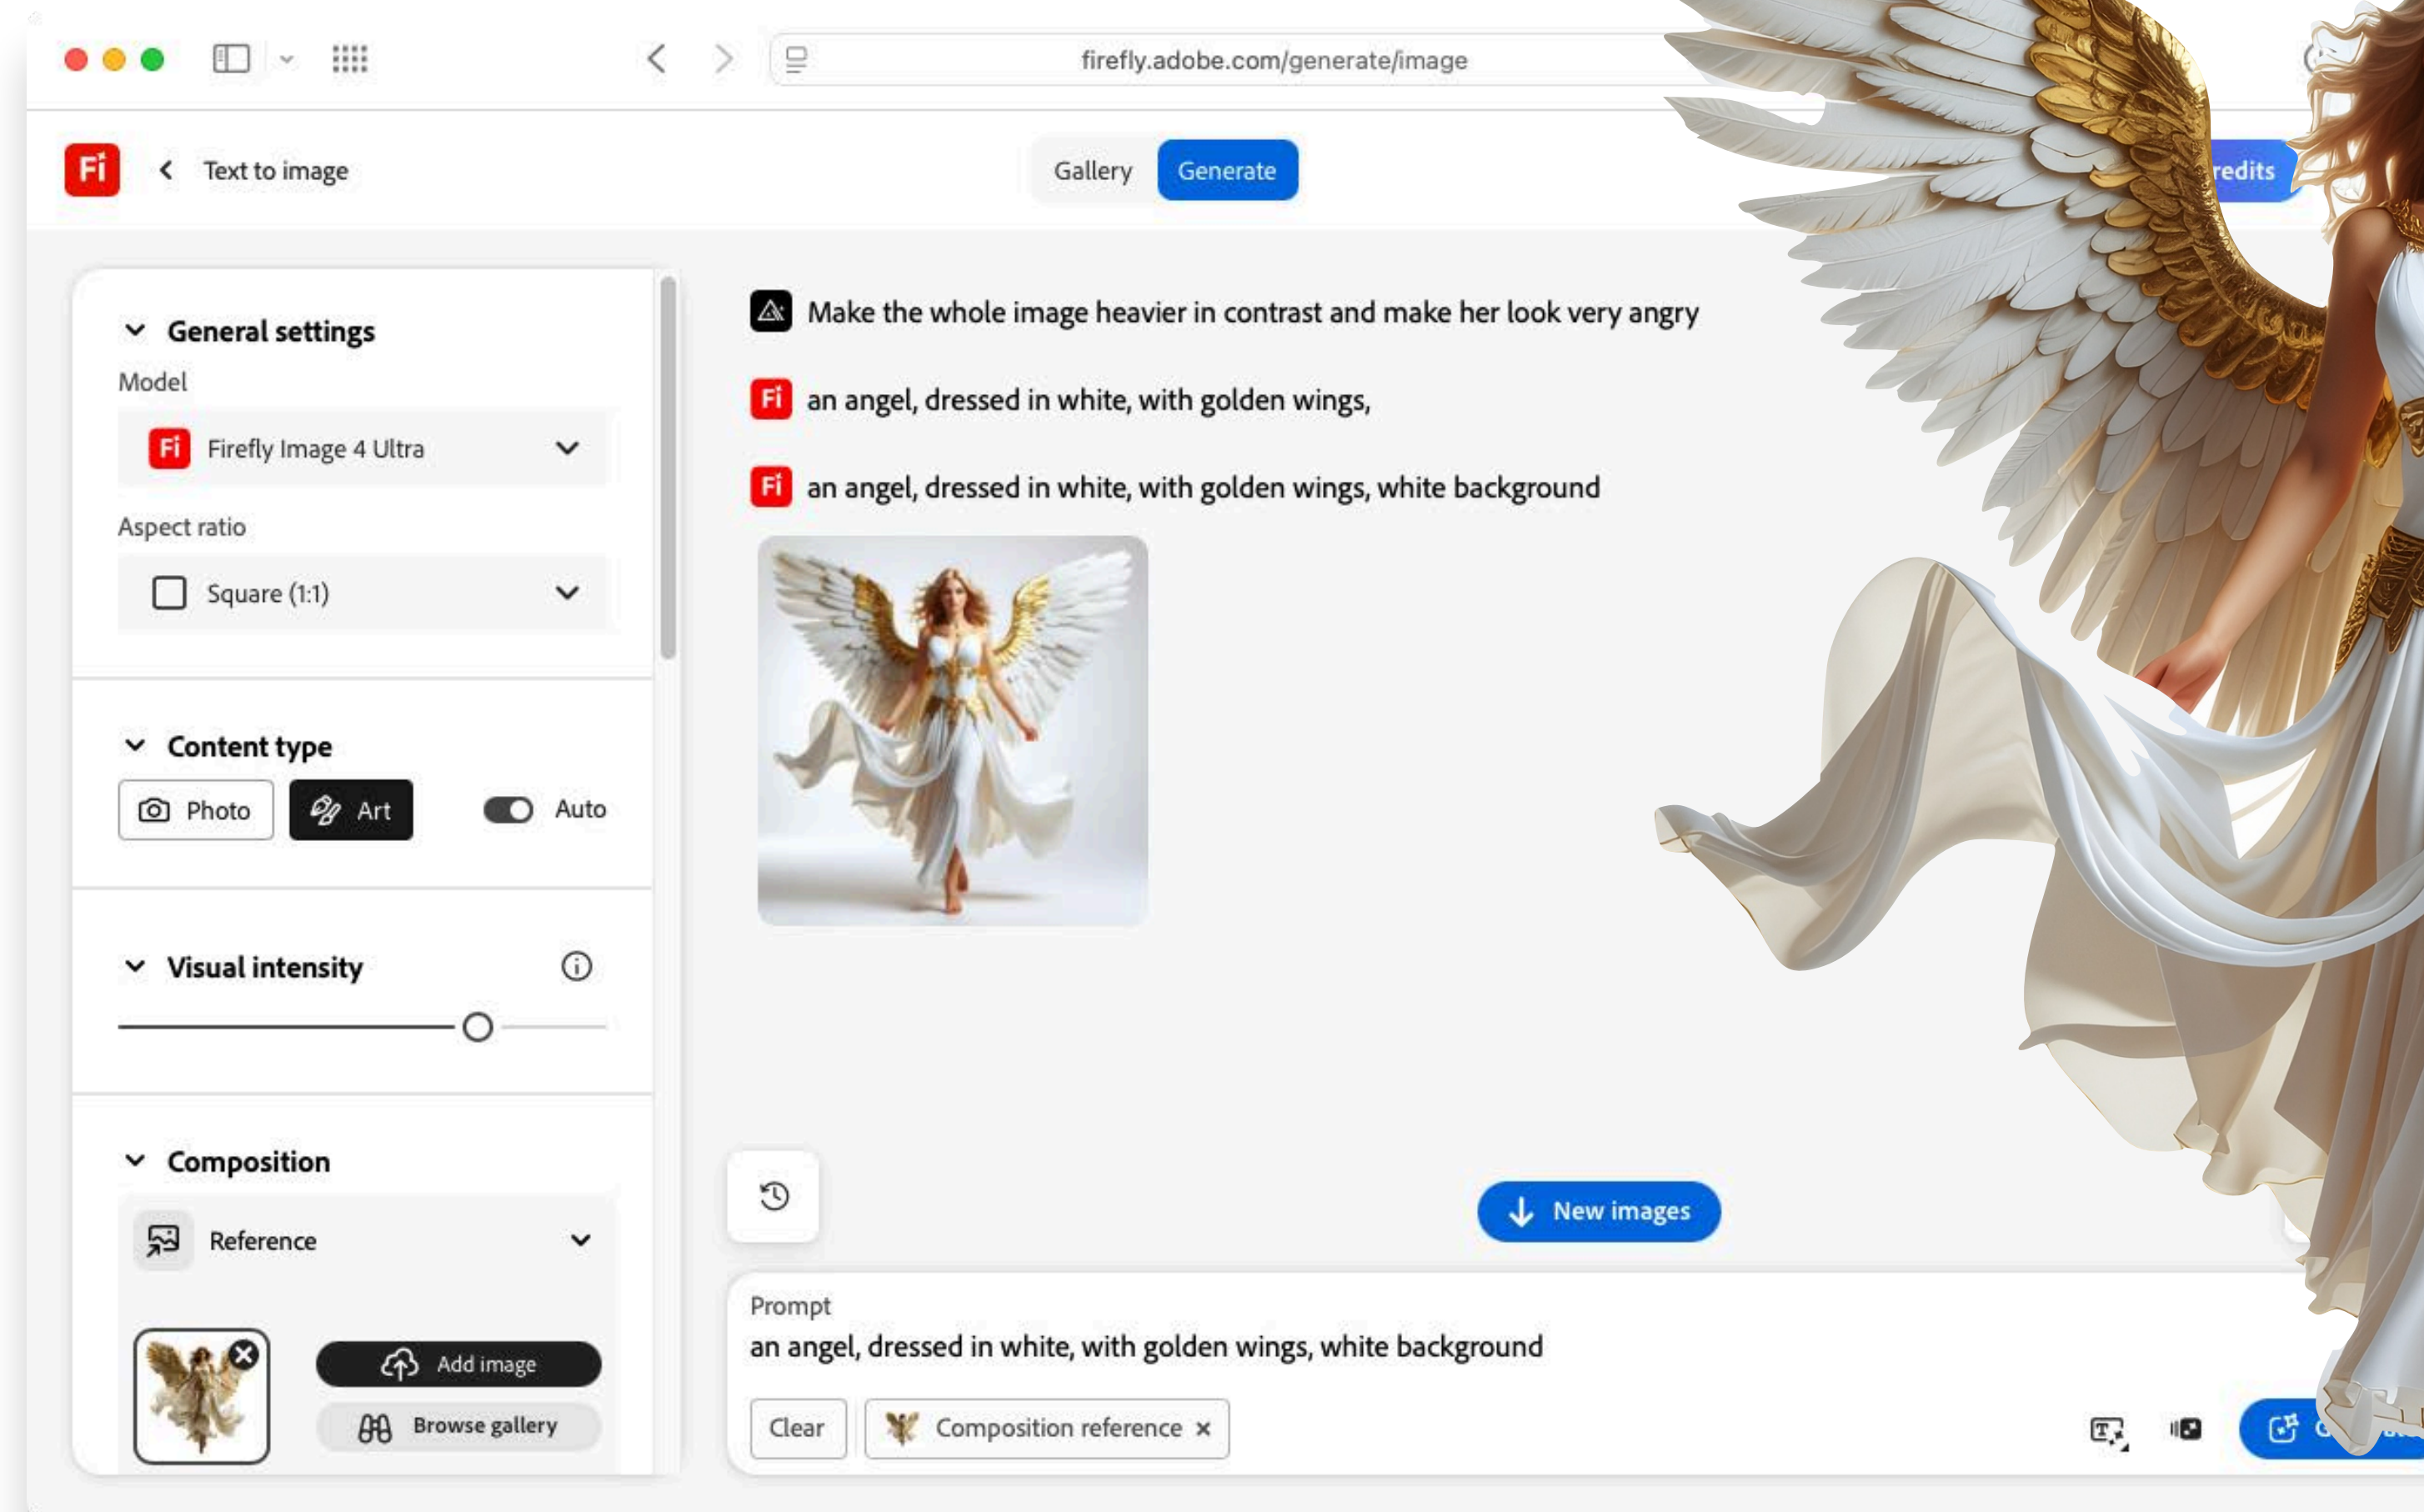 firefly.adobe.com/generate/image
Fi
Text to image
Gallery
Generate
redits
General settings
Model
Fi Firefly Image 4 Ultra
Aspect ratio
Square (1:1)
Content type
Photo
Art
Auto
Visual intensity
Composition
Reference
Add image
Browse gallery
Make the whole image heavier in contrast and make her look very angry
Fi an angel, dressed in white, with golden wings,
Fi an angel, dressed in white, with golden wings, white background
New images
Prompt
an angel, dressed in white, with golden wings, white background
Clear
Composition reference